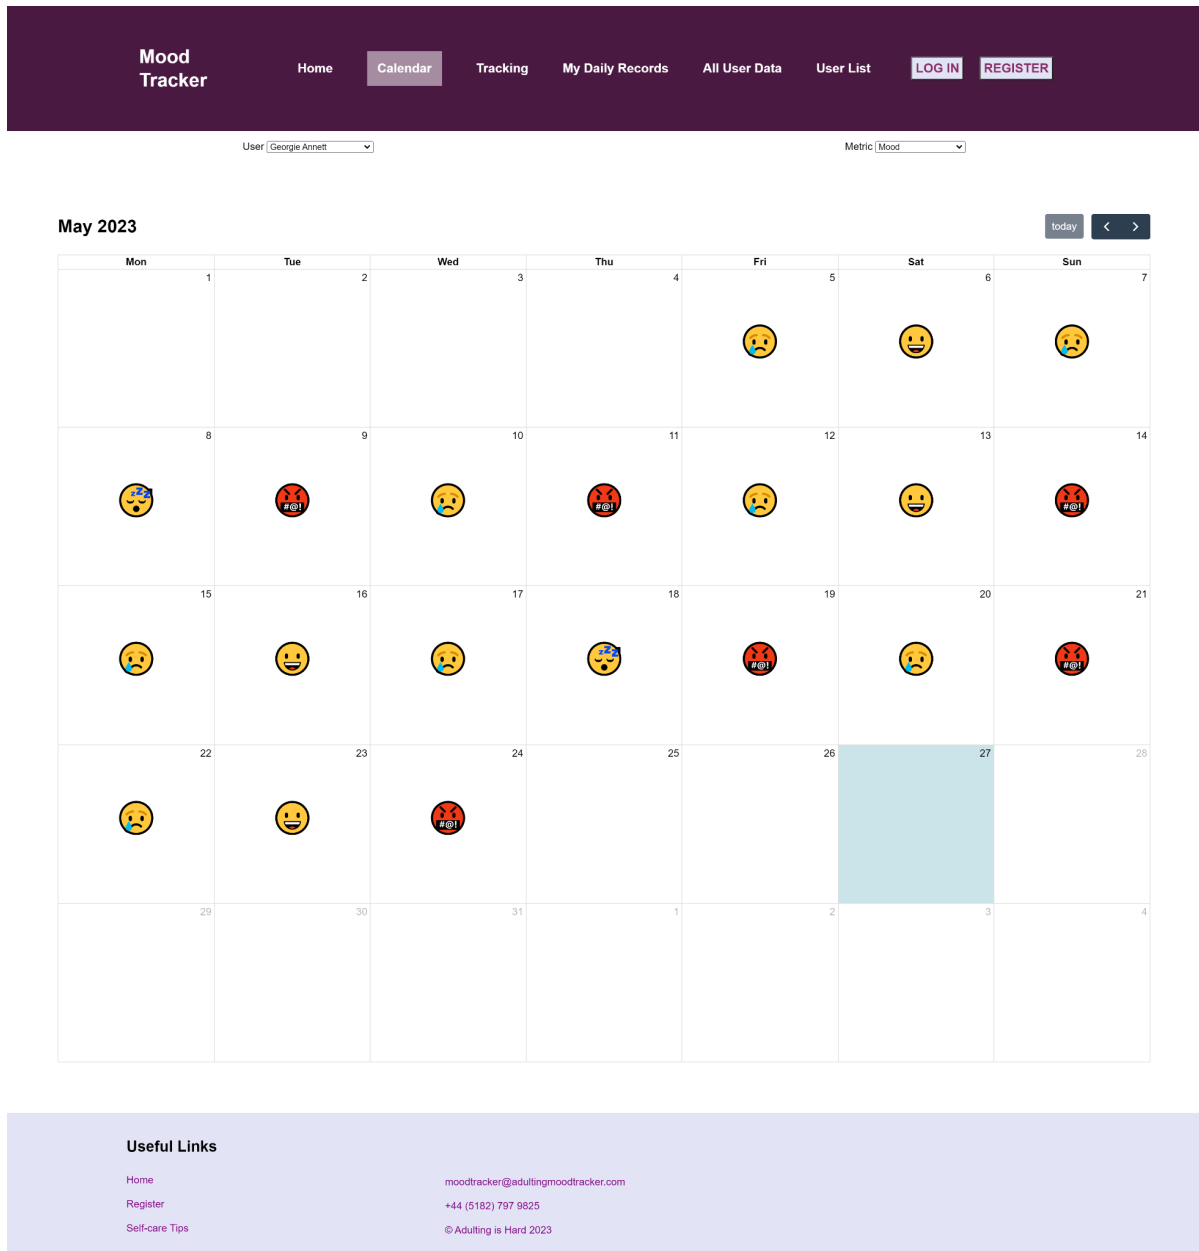 Mood
Tracker
Home
Calendar
Tracking
My Daily Records
All User Data
User List
LOG IN
REGISTER
User Georgie Annett
Metric Mood
May 2023
today
Mon Tue Wed Thu Fri Sat Sun
1 2 3 4 5 6 7
8 9 10 11 12 13 14
zzz
#@!
#@!
#@!
15 16 17 18 19 20 21
zzz
#@!
#@!
22 23 24 25 26 27 28
#@!
29 30 31 1 2 3 4
Useful Links
Home
Register
Self-care Tips
moodtracker@adultingmoodtracker.com
+44 (5182) 797 9825
© Adulting is Hard 2023